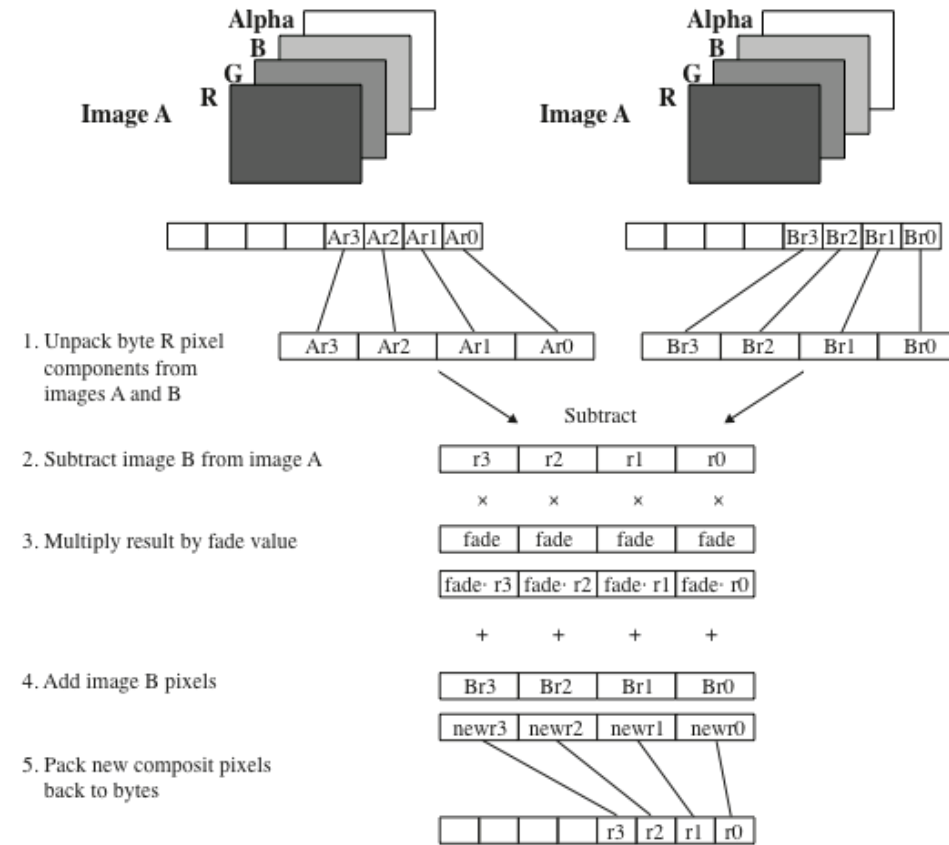 Alpha
B
G
R
Image A
Alpha
B
G
R
Image A
Ar3 Ar2 Ar1 Ar0
Br3 Br2 Br1 Br0
1. Unpack byte R pixel
components from
images A and B
Ar3 Ar2 Ar1 Ar0
Br3 Br2 Br1 Br0
Subtract
2. Subtract image B from image A
r3 r2 r1 r0
× × × ×
3. Multiply result by fade value
fade fade fade fade
fade· r3 fade· r2 fade· r1 fade· r0
+ + + +
4. Add image B pixels
Br3 Br2 Br1 Br0
newr3 newr2 newr1 newr0
5. Pack new composit pixels
back to bytes
r3 r2 r1 r0